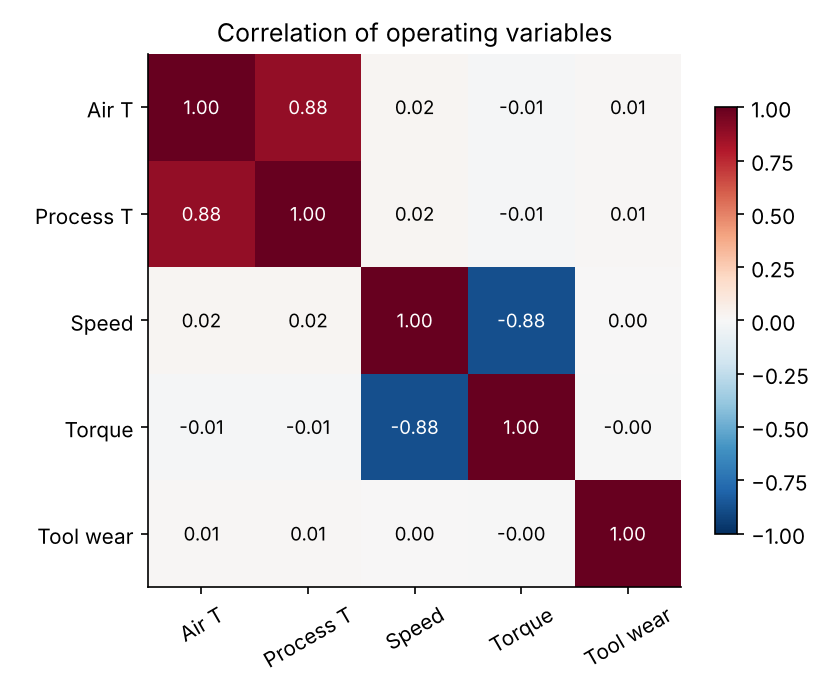 Correlation of operating variables
Air T 1.00 0.88 0.02 -0.01 0.01
Process T 0.88 1.00 0.02 -0.01 0.01
Speed 0.02 0.02 1.00 -0.88 0.00
Torque -0.01 -0.01 -0.88 1.00 -0.00
Tool wear 0.01 0.01 0.00 -0.00 1.00
Air T Process T Speed Torque Tool wear
1.00
0.75
0.50
0.25
0.00
−0.25
−0.50
−0.75
−1.00